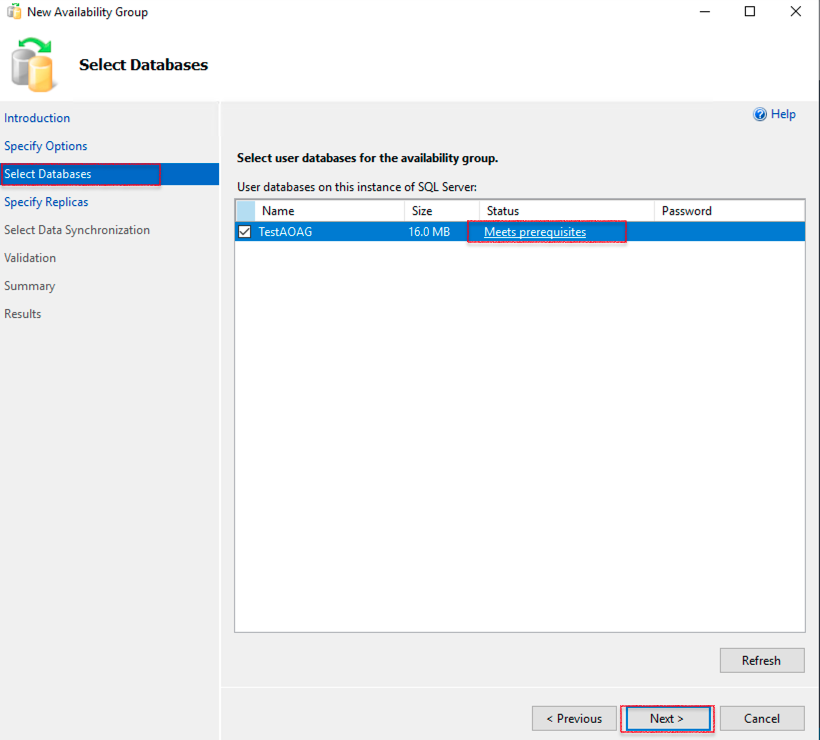 New Availability Group
Select Databases
Introduction
Specify Options
Select Databases
Specify Replicas
Select Data Synchronization
Validation
Summary
Results
Help
Select user databases for the availability group.
User databases on this instance of SQL Server:
Name Size Status Password
TestAOAG 16.0 MB Meets prerequisites
Refresh
< Previous Next > Cancel